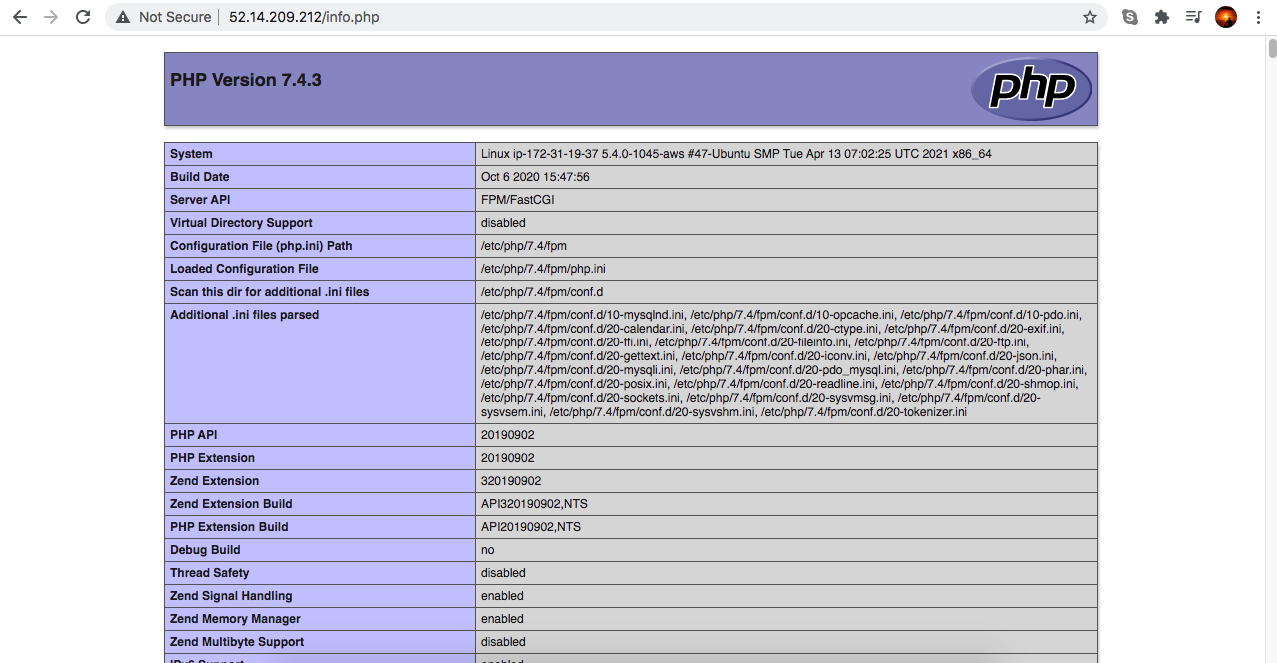 Not Secure | 52.14.209.212/info.php
PHP Version 7.4.3
php
System Linux ip-172-31-19-37 5.4.0-1045-aws #47-Ubuntu SMP Tue Apr 13 07:02:25 UTC 2021 x86_64
Build Date Oct 6 2020 15:47:56
Server API FPM/FastCGI
Virtual Directory Support disabled
Configuration File (php.ini) Path /etc/php/7.4/fpm
Loaded Configuration File /etc/php/7.4/fpm/php.ini
Scan this dir for additional .ini files /etc/php/7.4/fpm/conf.d
Additional .ini files parsed /etc/php/7.4/fpm/conf.d/10-mysqlnd.ini, /etc/php/7.4/fpm/conf.d/10-opcache.ini, /etc/php/7.4/fpm/conf.d/10-pdo.ini,
/etc/php/7.4/fpm/conf.d/20-calendar.ini, /etc/php/7.4/fpm/conf.d/20-ctype.ini, /etc/php/7.4/fpm/conf.d/20-exif.ini,
/etc/php/7.4/fpm/conf.d/20-ffi.ini, /etc/php/7.4/fpm/conf.d/20-fileinfo.ini, /etc/php/7.4/fpm/conf.d/20-ftp.ini,
/etc/php/7.4/fpm/conf.d/20-gettext.ini, /etc/php/7.4/fpm/conf.d/20-iconv.ini, /etc/php/7.4/fpm/conf.d/20-json.ini,
/etc/php/7.4/fpm/conf.d/20-mysqli.ini, /etc/php/7.4/fpm/conf.d/20-pdo_mysql.ini, /etc/php/7.4/fpm/conf.d/20-phar.ini,
/etc/php/7.4/fpm/conf.d/20-posix.ini, /etc/php/7.4/fpm/conf.d/20-readline.ini, /etc/php/7.4/fpm/conf.d/20-shmop.ini,
/etc/php/7.4/fpm/conf.d/20-sockets.ini, /etc/php/7.4/fpm/conf.d/20-sysvmsg.ini, /etc/php/7.4/fpm/conf.d/20-
sysvsem.ini, /etc/php/7.4/fpm/conf.d/20-sysvshm.ini, /etc/php/7.4/fpm/conf.d/20-tokenizer.ini
PHP API 20190902
PHP Extension 20190902
Zend Extension 320190902
Zend Extension Build API320190902,NTS
PHP Extension Build API20190902,NTS
Debug Build no
Thread Safety disabled
Zend Signal Handling enabled
Zend Memory Manager enabled
Zend Multibyte Support disabled
IPv6 Support enabled